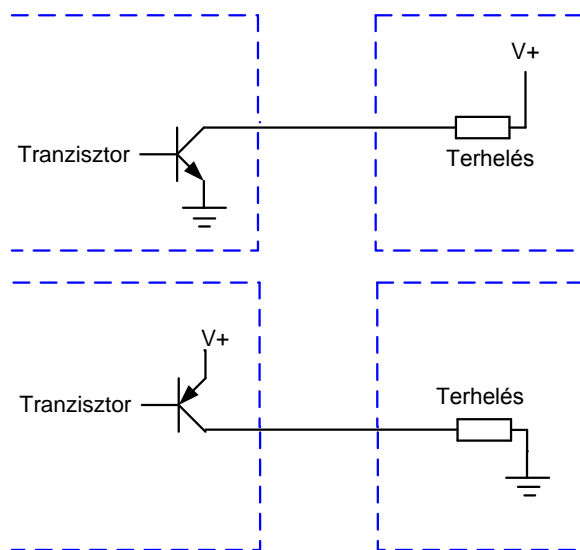 V+
Tranzisztor
Terhelés
V+
Tranzisztor
Terhelés